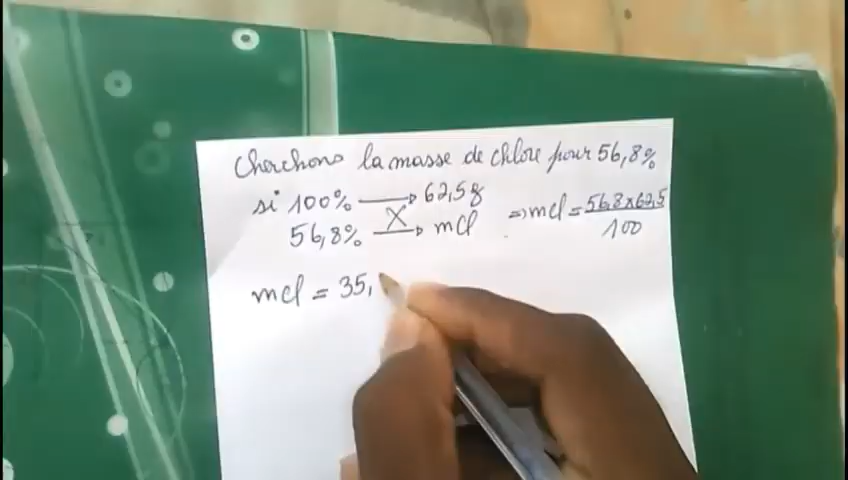 Cherchons la masse de chlore pour 56,8%
si 100% → 62,5g
56,8% X→ mCl ⇒ mCl = 56,8x62,5
100
mCl = 35,